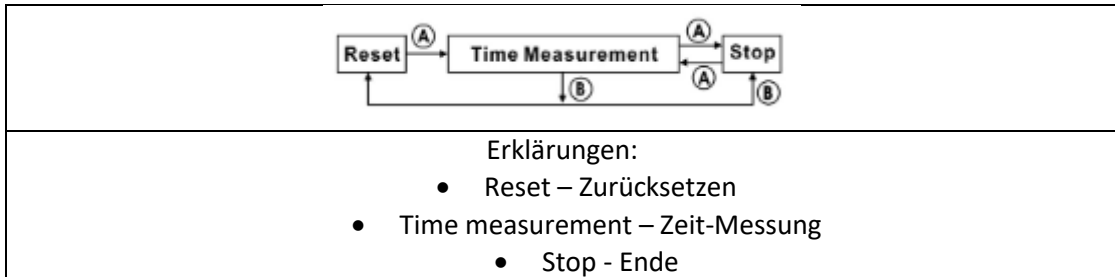 Ⓐ Ⓐ
Reset Time Measurement Stop
Ⓐ
Ⓑ Ⓑ
Erklärungen:
• Reset – Zurücksetzen
• Time measurement – Zeit-Messung
• Stop - Ende